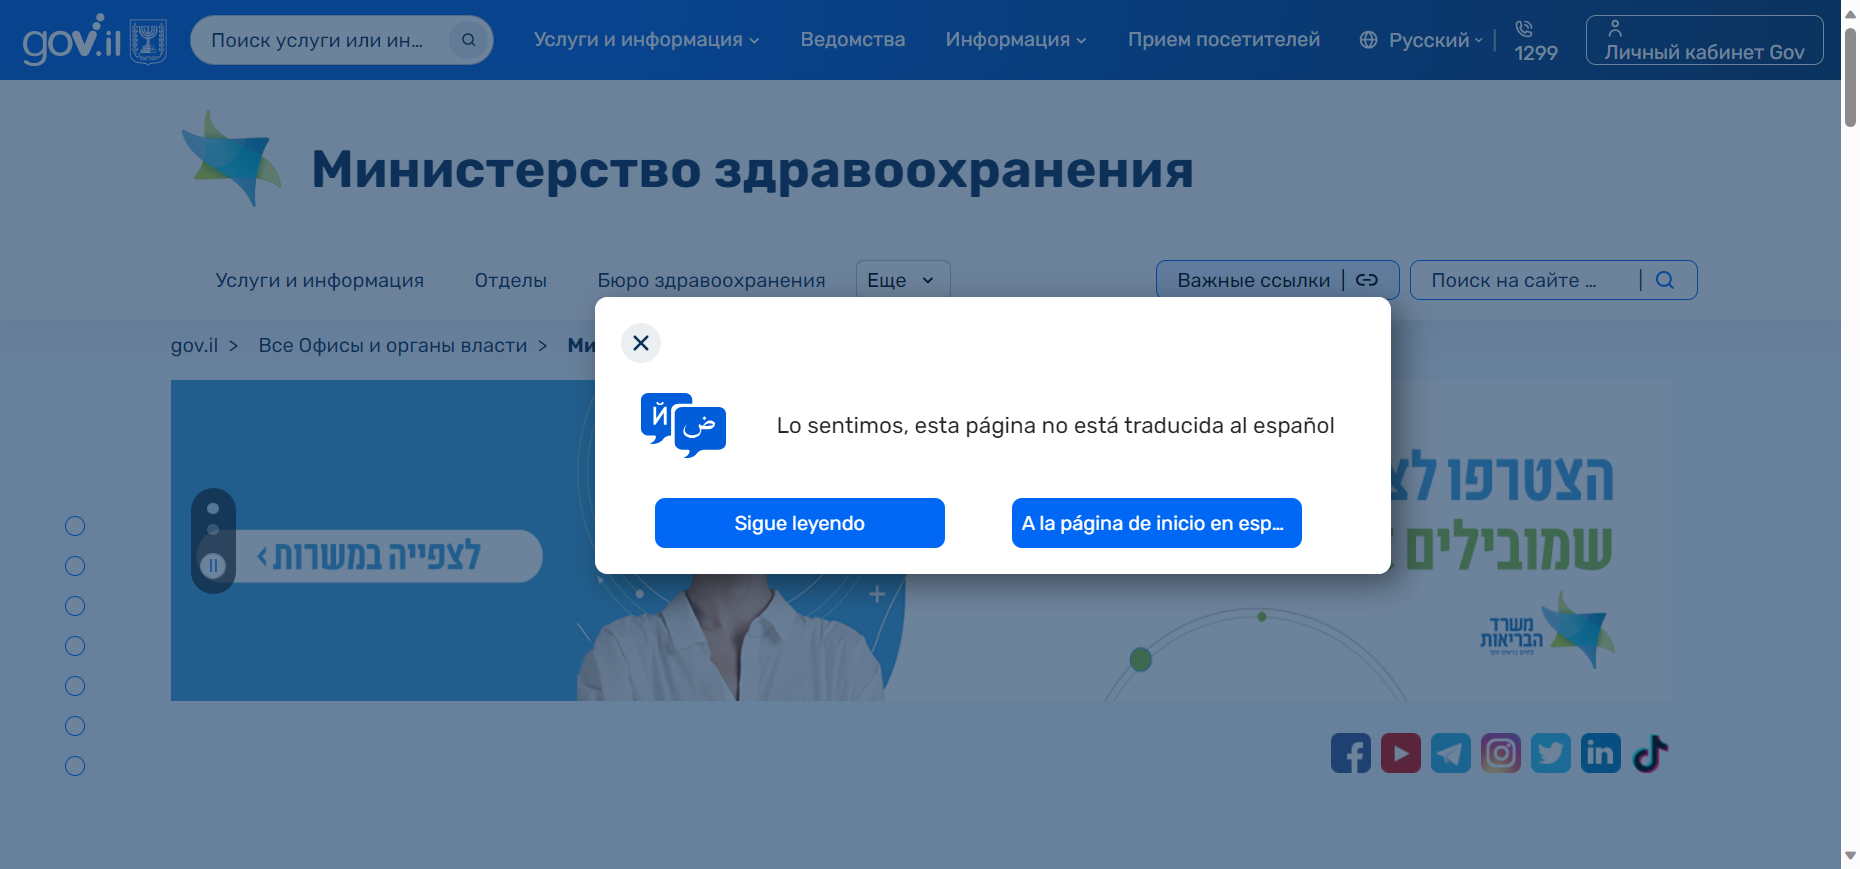 gov.il
Поиск услуги или ин...
Услуги и информация
Ведомства
Информация
Прием посетителей
Русский
1299
Личный кабинет Gov
Министерство здравоохранения
Услуги и информация
Отделы
Бюро здравоохранения
Еще
Важные ссылки
Поиск на сайте ...
gov.il > Все Офисы и органы власти > Ми
Й ض
Lo sentimos, esta página no está traducida al español
Sigue leyendo
A la página de inicio en esp...
הצטרפו לצ
שמובילים
לצפייה במשרות
משרד
הבריאות